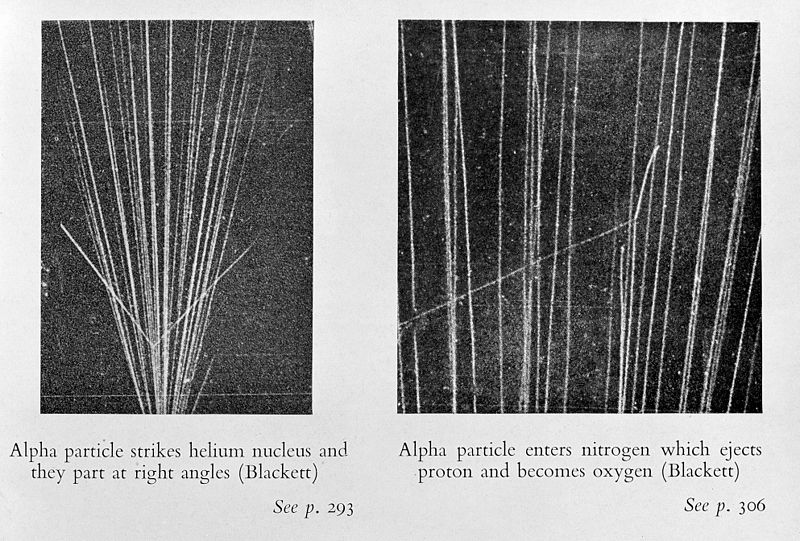 Alpha particle strikes helium nucleus and
they part at right angles (Blackett)
See p. 293
Alpha particle enters nitrogen which ejects
proton and becomes oxygen (Blackett)
See p. 306